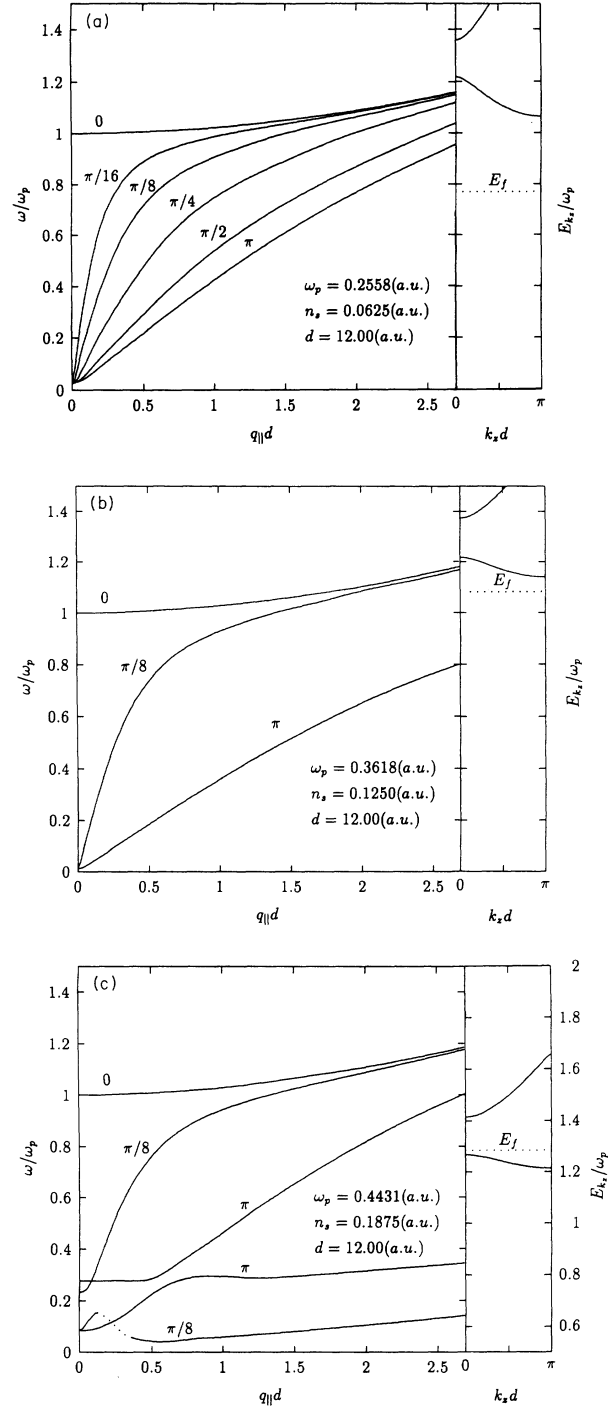 (a)
1.4
1.2
1
0.8
0.6
0.4
0.2
0
ω/ω_p
0
π/16
π/8
π/4
π/2
π
ω_p = 0.2558(a.u.)
n_s = 0.0625(a.u.)
d = 12.00(a.u.)
0 0.5 1 1.5 2 2.5
q_||d
E_f
0 π
k_zd
E_{k_z}/ω_p
(b)
1.4
1.2
1
0.8
0.6
0.4
0.2
0
ω/ω_p
0
π/8
π
ω_p = 0.3618(a.u.)
n_s = 0.1250(a.u.)
d = 12.00(a.u.)
0 0.5 1 1.5 2 2.5
q_||d
E_f
0 π
k_zd
E_{k_z}/ω_p
(c)
1.4
1.2
1
0.8
0.6
0.4
0.2
0
ω/ω_p
0
π/8
π
π
π/8
ω_p = 0.4431(a.u.)
n_s = 0.1875(a.u.)
d = 12.00(a.u.)
0 0.5 1 1.5 2 2.5
q_||d
E_f
0 π
k_zd
2
1.8
1.6
1.4
1.2
1
0.8
0.6
E_{k_z}/ω_p